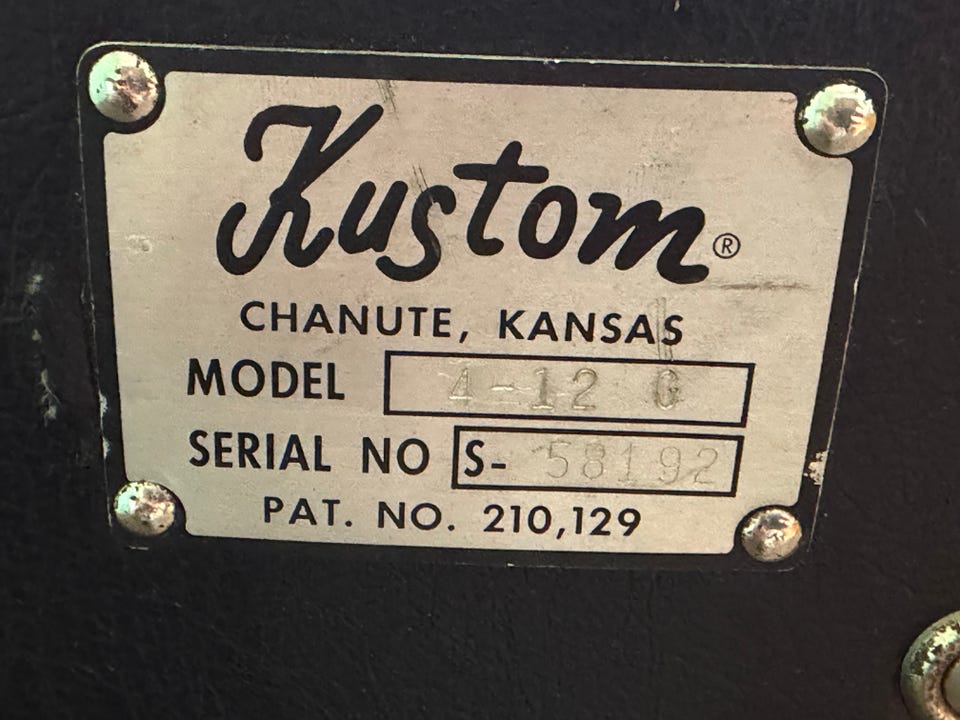 Kustom®
CHANUTE, KANSAS
MODEL 4-12 G
SERIAL NO S- 58192
PAT. NO. 210,129